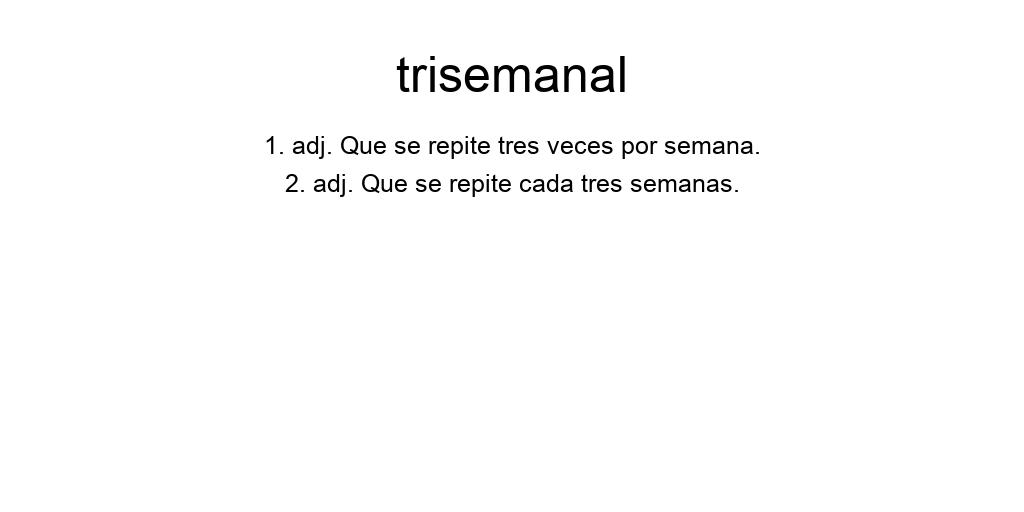 trisemanal
1. adj. Que se repite tres veces por semana.
2. adj. Que se repite cada tres semanas.